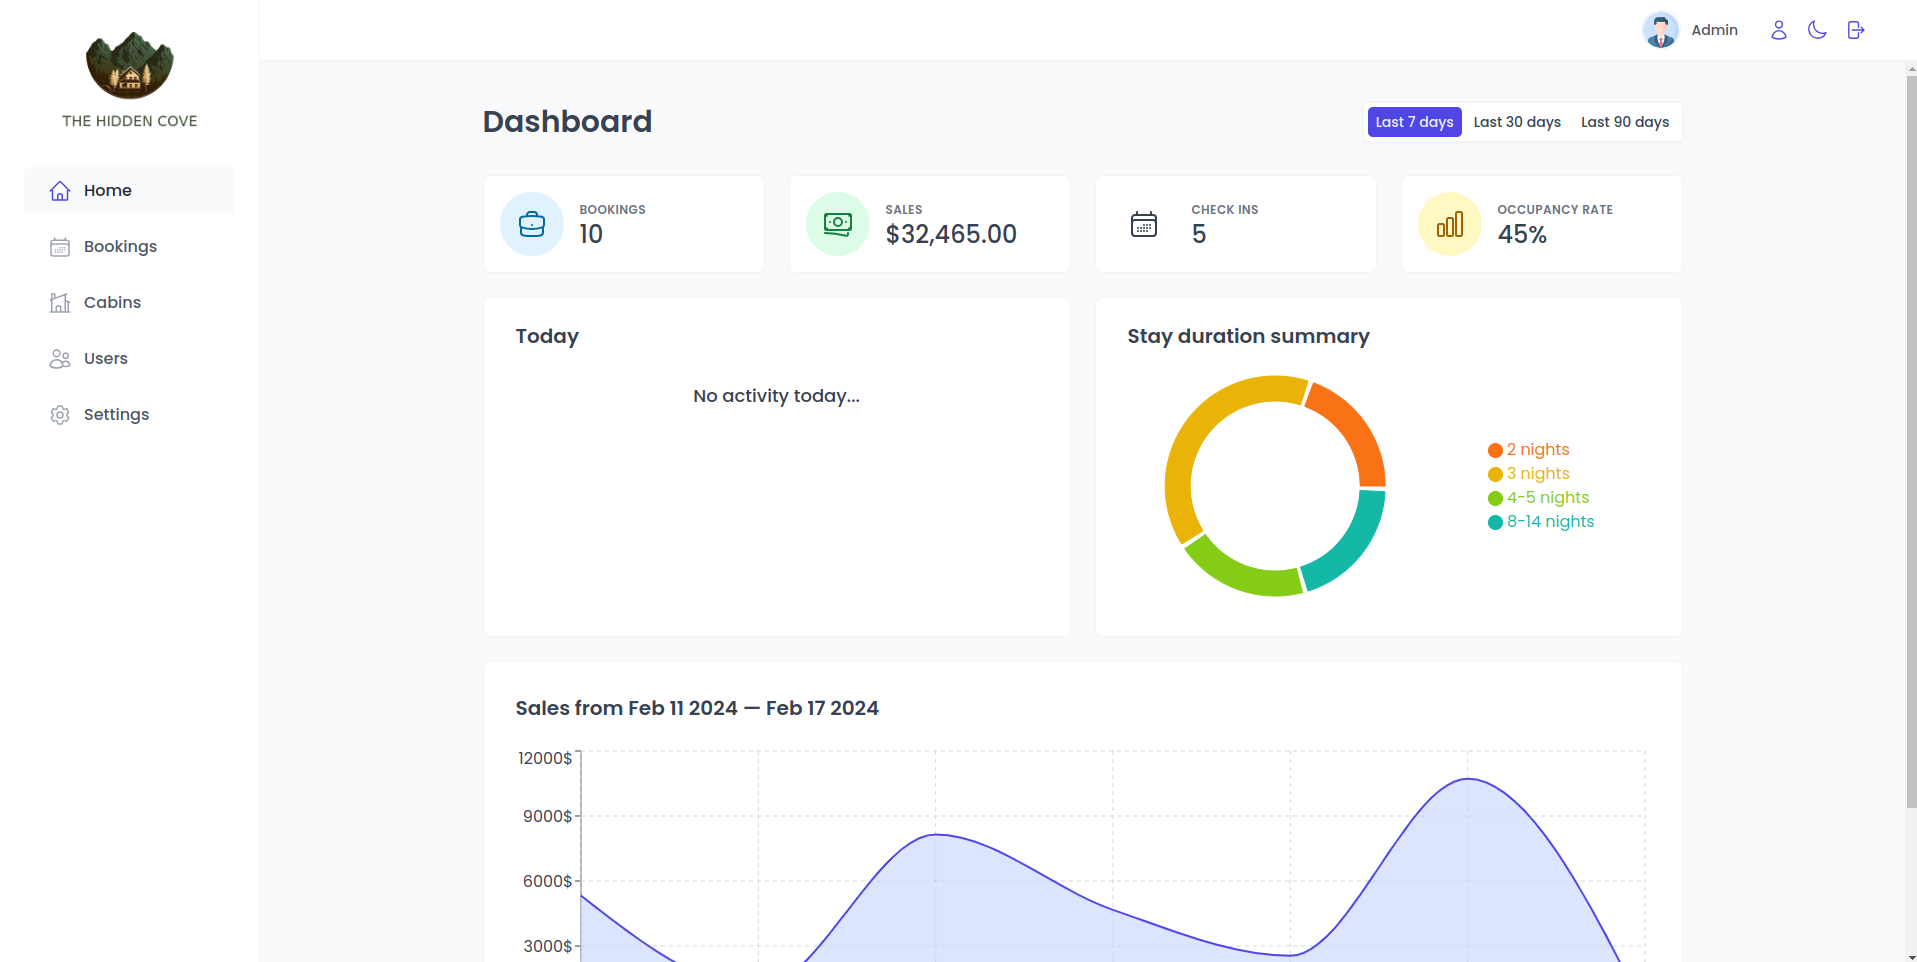 THE HIDDEN COVE
Home
Bookings
Cabins
Users
Settings
Admin
Dashboard
Last 7 days Last 30 days Last 90 days
BOOKINGS
10
SALES
$32,465.00
CHECK INS
5
OCCUPANCY RATE
45%
Today
No activity today...
Stay duration summary
2 nights
3 nights
4-5 nights
8-14 nights
Sales from Feb 11 2024 — Feb 17 2024
12000$
9000$
6000$
3000$